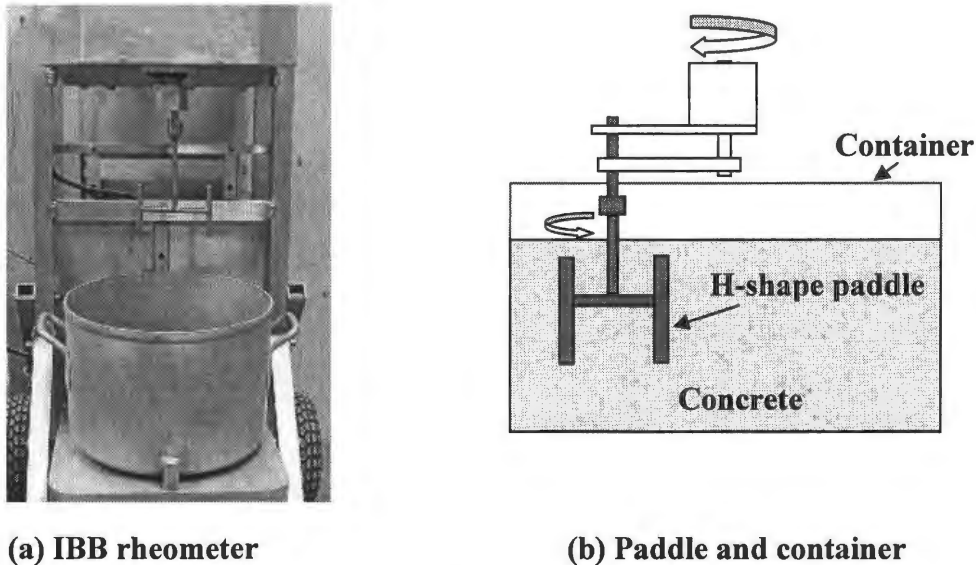 Container
H-shape paddle
Concrete
(a) IBB rheometer
(b) Paddle and container